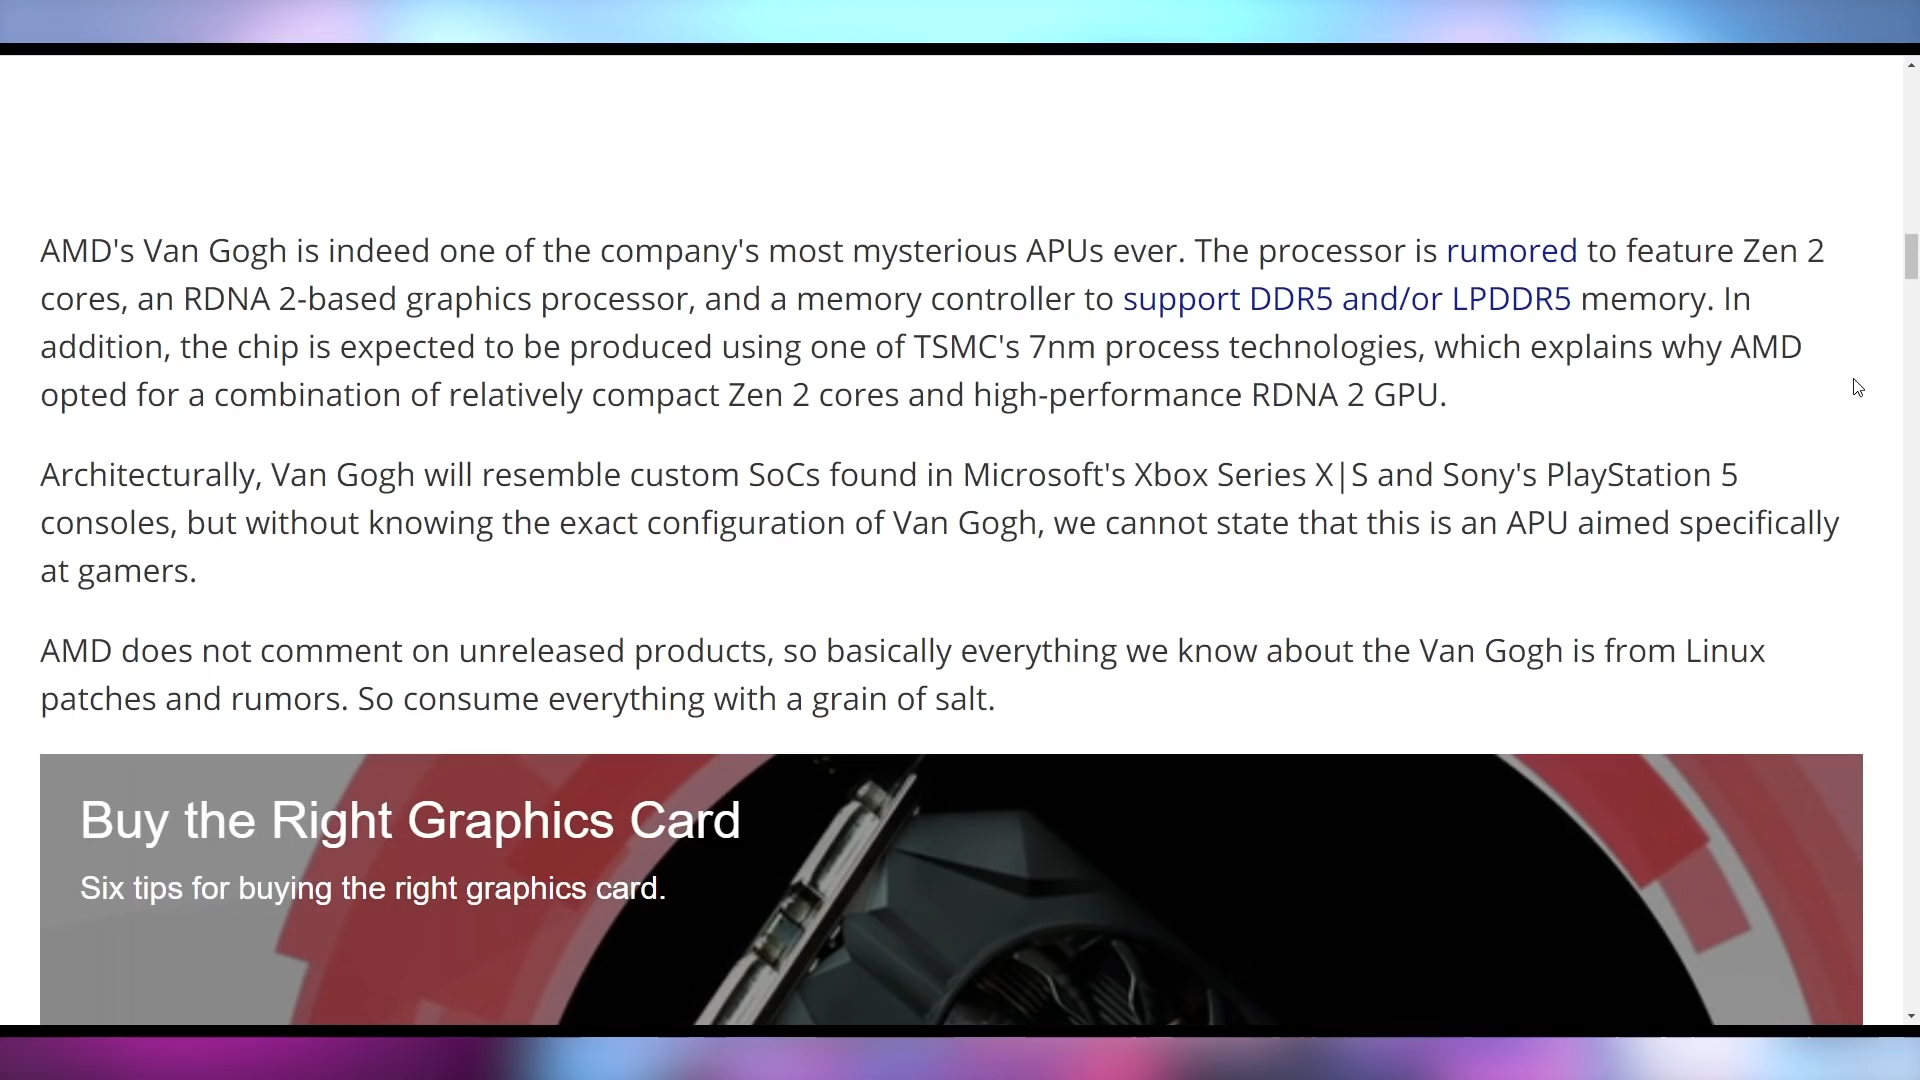 AMD's Van Gogh is indeed one of the company's most mysterious APUs ever. The processor is rumored to feature Zen 2
cores, an RDNA 2-based graphics processor, and a memory controller to support DDR5 and/or LPDDR5 memory. In
addition, the chip is expected to be produced using one of TSMC's 7nm process technologies, which explains why AMD
opted for a combination of relatively compact Zen 2 cores and high-performance RDNA 2 GPU.
Architecturally, Van Gogh will resemble custom SoCs found in Microsoft's Xbox Series X|S and Sony's PlayStation 5
consoles, but without knowing the exact configuration of Van Gogh, we cannot state that this is an APU aimed specifically
at gamers.
AMD does not comment on unreleased products, so basically everything we know about the Van Gogh is from Linux
patches and rumors. So consume everything with a grain of salt.
Buy the Right Graphics Card
Six tips for buying the right graphics card.